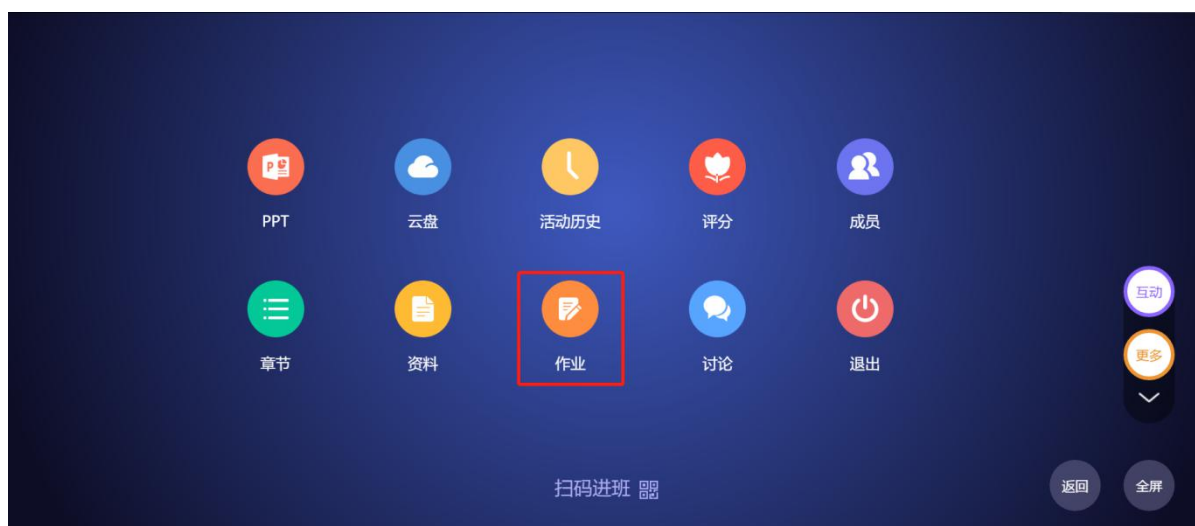 PPT
云盘
活动历史
评分
成员
章节
资料
作业
讨论
退出
互动
更多
扫码进班
返回
全屏